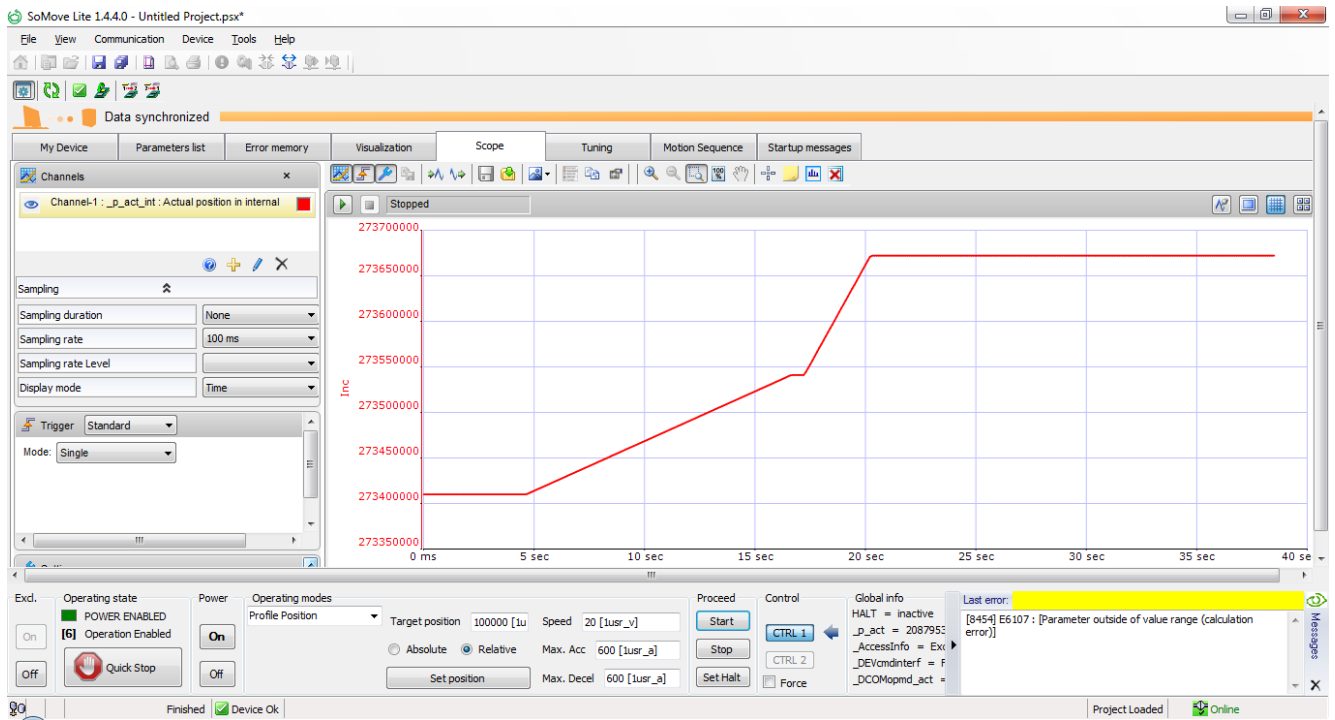 SoMove Lite 1.4.4.0 - Untitled Project.psx*
File View Communication Device Tools Help
Data synchronized
My Device Parameters list Error memory Visualization Scope Tuning Motion Sequence Startup messages
Channels
Channel-1 : _p_act_int : Actual position in internal
Sampling
Sampling duration None
Sampling rate 100 ms
Sampling rate Level
Display mode Time
Trigger Standard
Mode: Single
Stopped
273700000
273650000
273600000
273550000
273500000
273450000
273400000
273350000
Inc
0 ms 5 sec 10 sec 15 sec 20 sec 25 sec 30 sec 35 sec 40 se
Excl.
On
Off
Operating state
POWER ENABLED
[6] Operation Enabled
Quick Stop
Power
On
Off
Operating modes
Profile Position
Target position 100000 [1u
Speed 20 [1usr_v]
Absolute Relative
Max. Acc 600 [1usr_a]
Set position
Max. Decel 600 [1usr_a]
Proceed
Start
Stop
Set Halt
Control
CTRL 1
CTRL 2
Force
Global info
HALT = inactive
_p_act = 2087953
_AccessInfo = Exc
_DEVcmdinterf = F
_DCOMopmd_act =
Last error:
[8454] E6107 : [Parameter outside of value range (calculation
error)]
Messages
Finished Device Ok Project Loaded Online